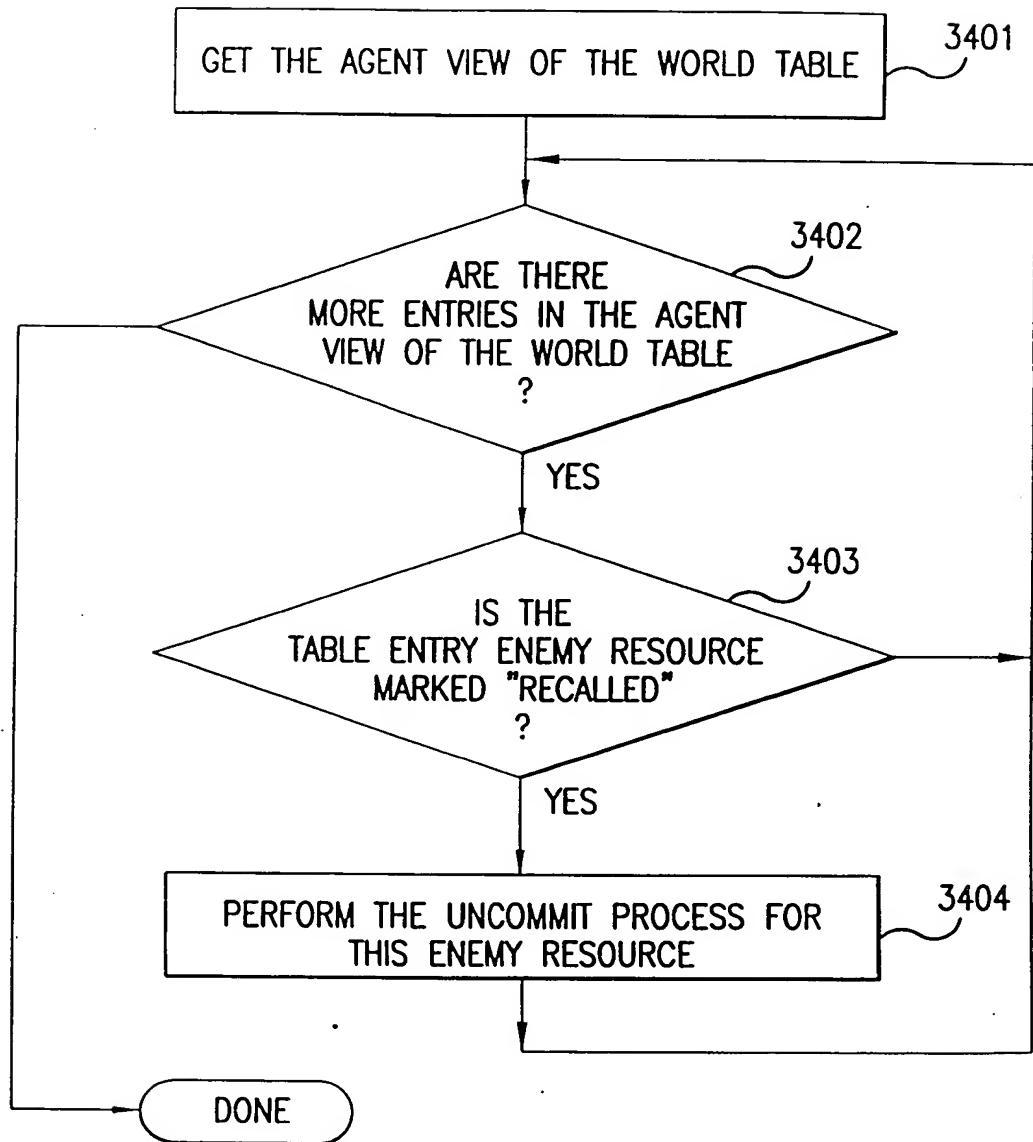 GET THE AGENT VIEW OF THE WORLD TABLE
3401
3402
ARE THERE
MORE ENTRIES IN THE AGENT
VIEW OF THE WORLD TABLE
?
YES
3403
IS THE
TABLE ENTRY ENEMY RESOURCE
MARKED "RECALLED"
?
YES
3404
PERFORM THE UNCOMMIT PROCESS FOR
THIS ENEMY RESOURCE
DONE